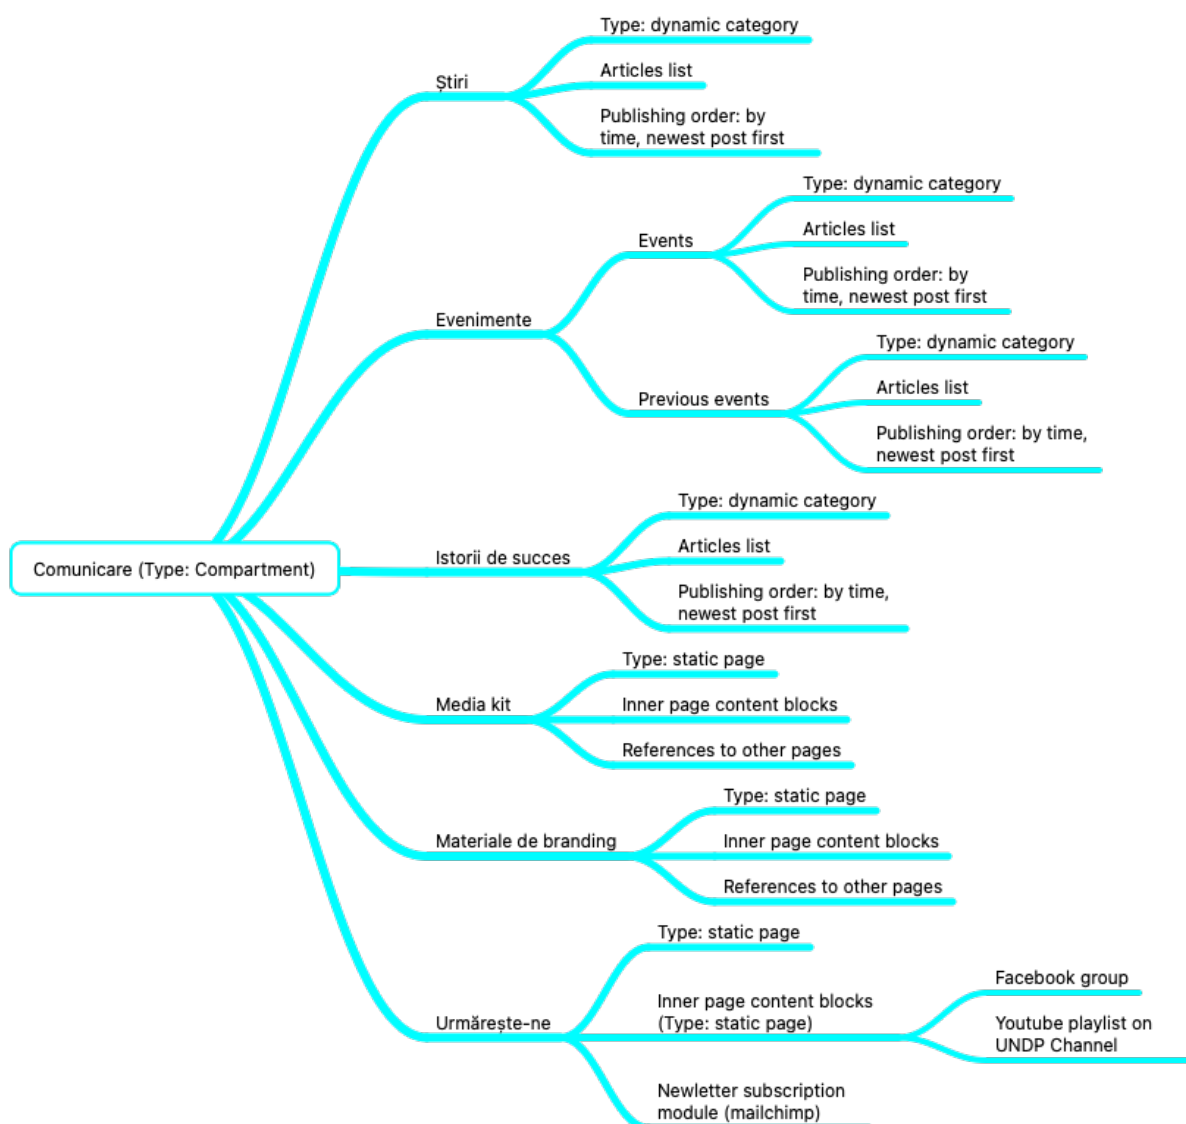 Type: dynamic category
Știri
Articles list
Publishing order: by
time, newest post first
Type: dynamic category
Events
Articles list
Publishing order: by
time, newest post first
Evenimente
Type: dynamic category
Previous events
Articles list
Publishing order: by time,
newest post first
Comunicare (Type: Compartment)
Type: dynamic category
Istorii de succes
Articles list
Publishing order: by time,
newest post first
Type: static page
Media kit
Inner page content blocks
References to other pages
Type: static page
Materiale de branding
Inner page content blocks
References to other pages
Type: static page
Urmărește-ne
Inner page content blocks
(Type: static page)
Facebook group
Youtube playlist on
UNDP Channel
Newletter subscription
module (mailchimp)